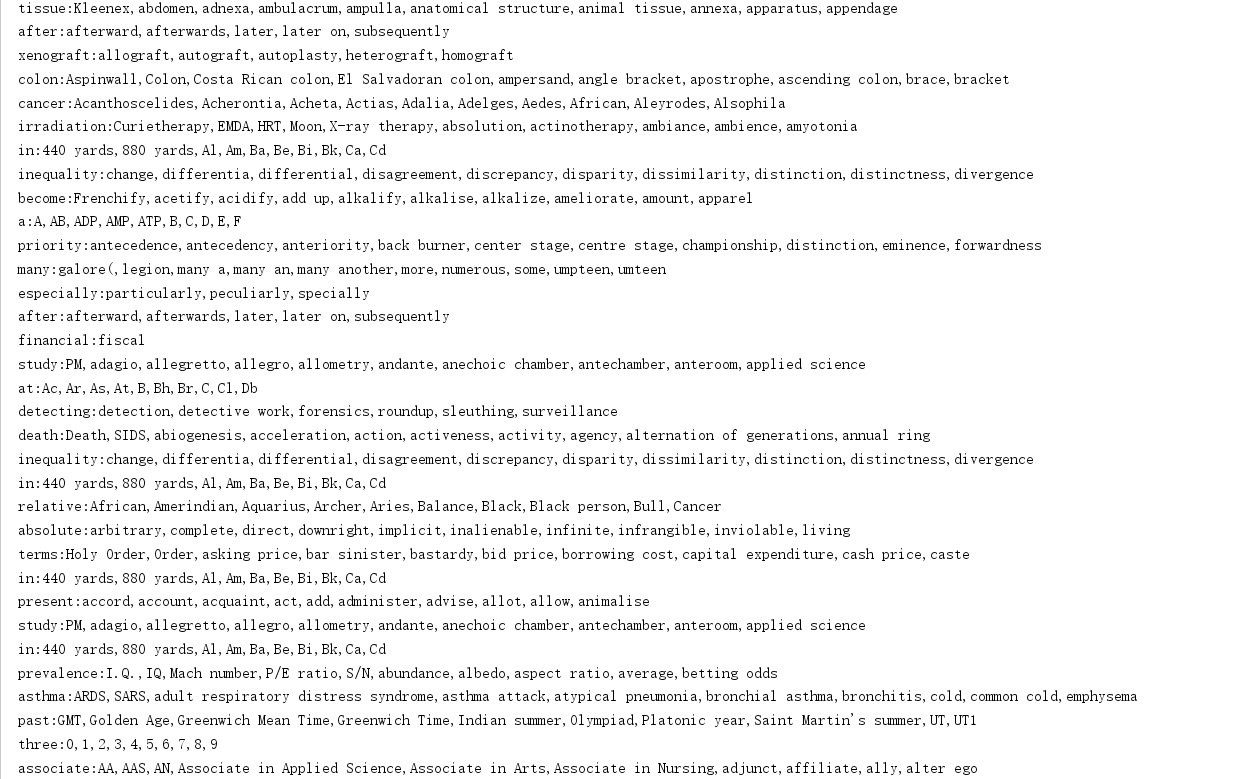 tissue:Kleenex,abdomen,adnexa,ambulacrum,ampulla,anatomical structure,animal tissue,annexa,apparatus,appendage
after:afterward,afterwards,later,later on,subsequently
xenograft:allograft,autograft,autoplasty,heterograft,homograft
colon:Aspinwall,Colon,Costa Rican colon,El Salvadoran colon,ampersand,angle bracket,apostrophe,ascending colon,brace,bracket
cancer:Acanthoscelides,Acherontia,Acheta,Actias,Adalia,Adelges,Aedes,African,Aleyrodes,Alsophila
irradiation:Curietherapy,EMDA,HRT,Moon,X-ray therapy,absolution,actinotherapy,ambiance,ambience,amyotonia
in:440 yards,880 yards,Al,Am,Ba,Be,Bi,Bk,Ca,Cd
inequality:change,differentia,differential,disagreement,discrepancy,disparity,dissimilarity,distinction,distinctness,divergence
become:Frenchify,acetify,acidify,add up,alkalify,alkalise,alkalize,ameliorate,amount,apparel
a:A,AB,ADP,AMP,ATP,B,C,D,E,F
priority:antecedence,antecedency,anteriority,back burner,center stage,centre stage,championship,distinction,eminence,forwardness
many:galore(,legion,many a,many an,many another,more,numerous,some,umpteen,umteen
especially:particularly,peculiarly,specially
after:afterward,afterwards,later,later on,subsequently
financial:fiscal
study:PM,adagio,allegretto,allegro,allometry,andante,anechoic chamber,antechamber,anteroom,applied science
at:Ac,Ar,As,At,B,Bh,Br,C,Cl,Db
detecting:detection,detective work,forensics,roundup,sleuthing,surveillance
death:Death,SIDS,abiogenesis,acceleration,action,activeness,activity,agency,alternation of generations,annual ring
inequality:change,differentia,differential,disagreement,discrepancy,disparity,dissimilarity,distinction,distinctness,divergence
in:440 yards,880 yards,Al,Am,Ba,Be,Bi,Bk,Ca,Cd
relative:African,Amerindian,Aquarius,Archer,Aries,Balance,Black,Black person,Bull,Cancer
absolute:arbitrary,complete,direct,downright,implicit,inalienable,infinite,infrangible,inviolable,living
terms:Holy Order,Order,asking price,bar sinister,bastardy,bid price,borrowing cost,capital expenditure,cash price,caste
in:440 yards,880 yards,Al,Am,Ba,Be,Bi,Bk,Ca,Cd
present:accord,account,acquaint,act,add,administer,advise,allot,allow,animalise
study:PM,adagio,allegretto,allegro,allometry,andante,anechoic chamber,antechamber,anteroom,applied science
in:440 yards,880 yards,Al,Am,Ba,Be,Bi,Bk,Ca,Cd
prevalence:I.Q.,IQ,Mach number,P/E ratio,S/N,abundance,albedo,aspect ratio,average,betting odds
asthma:ARDS,SARS,adult respiratory distress syndrome,asthma attack,atypical pneumonia,bronchial asthma,bronchitis,cold,common cold,emphysema
past:GMT,Golden Age,Greenwich Mean Time,Greenwich Time,Indian summer,Olympiad,Platonic year,Saint Martin's summer,UT,UT1
three:0,1,2,3,4,5,6,7,8,9
associate:AA,AAS,AN,Associate in Applied Science,Associate in Arts,Associate in Nursing,adjunct,affiliate,ally,alter ego